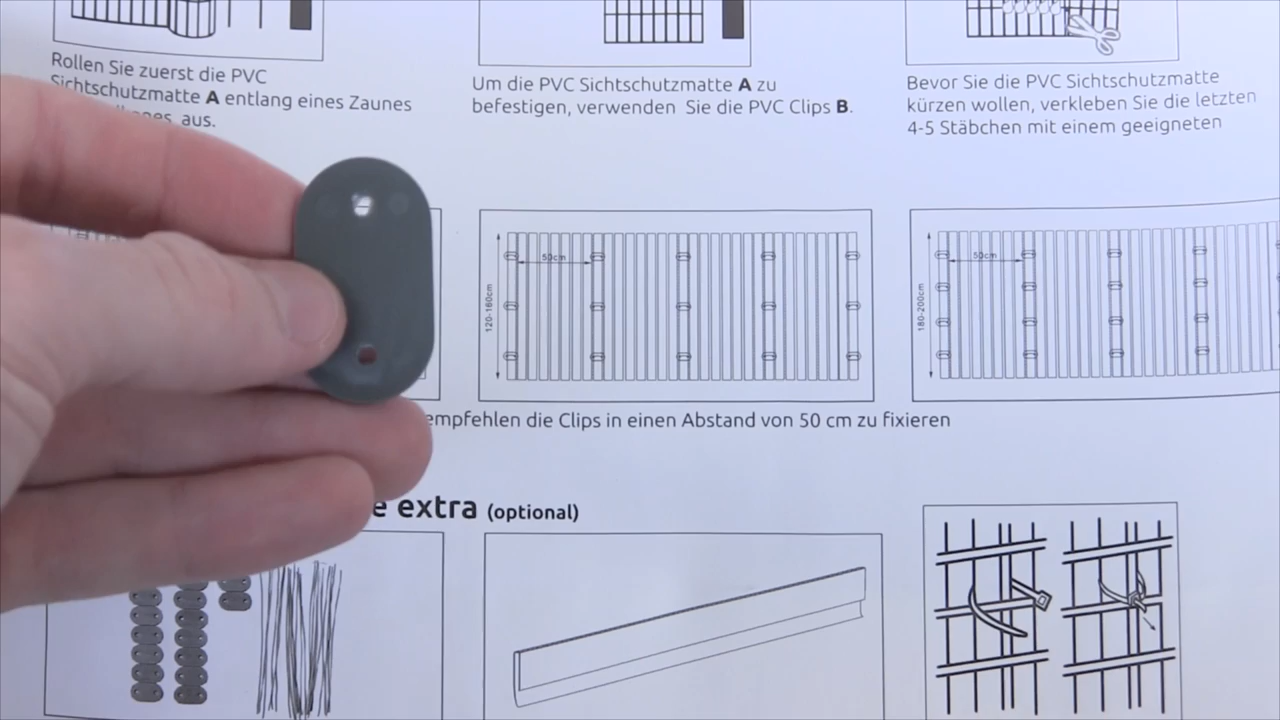 Rollen Sie zuerst die PVC
Sichtschutzmatte A entlang eines Zaunes
aus.
Um die PVC Sichtschutzmatte A zu
befestigen, verwenden Sie die PVC Clips B.
Bevor Sie die PVC Sichtschutzmatte
kürzen wollen, verkleben Sie die letzten
4-5 Stäbchen mit einem geeigneten
50cm
120-160cm
50cm
180-200cm
empfehlen die Clips in einen Abstand von 50 cm zu fixieren
e extra (optional)